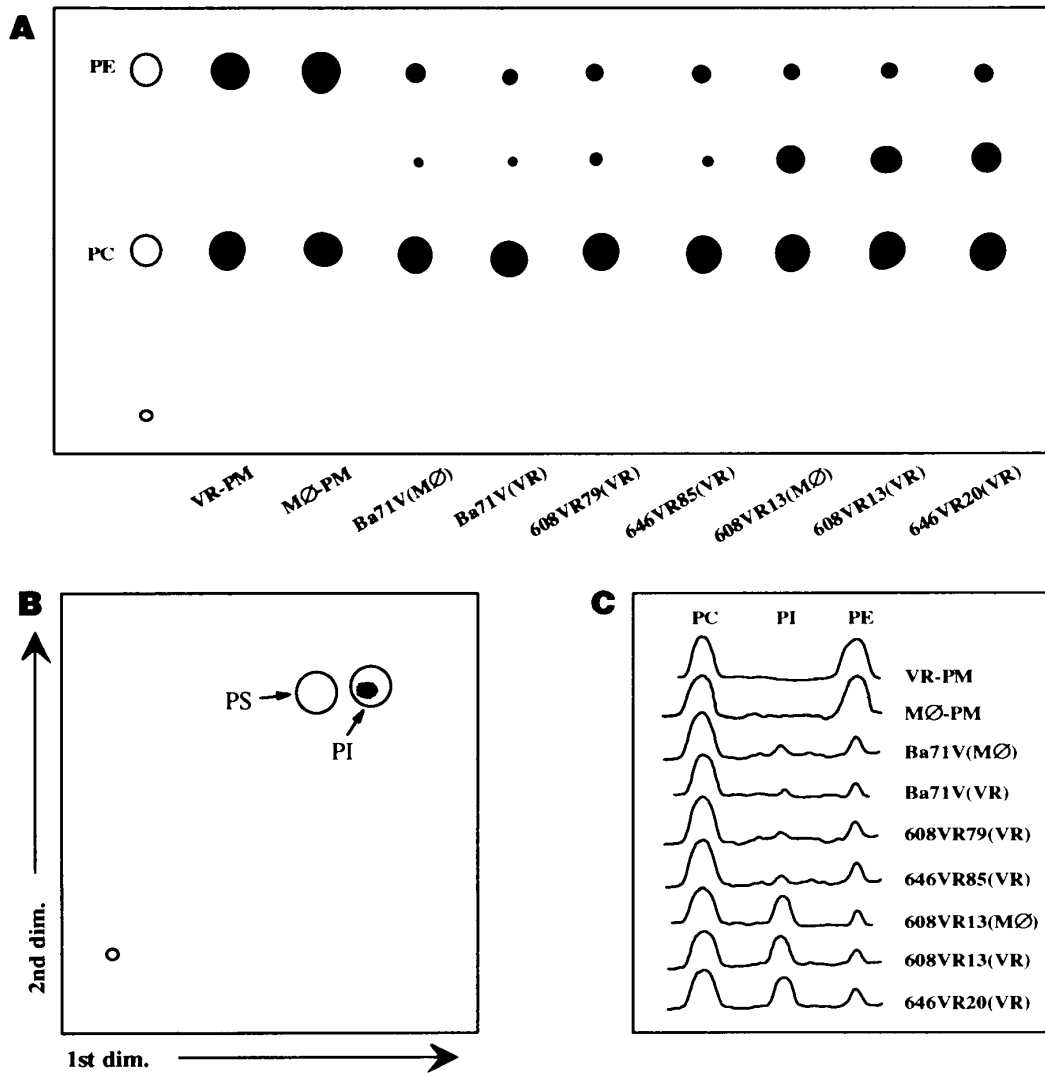 A
PE
PC
VR-PM
MØ-PM
Ba71V(MØ)
Ba71V(VR)
608VR79(VR)
646VR85(VR)
608VR13(MØ)
608VR13(VR)
646VR20(VR)
B
PS
PI
2nd dim.
1st dim.
C
PC PI PE
VR-PM
MØ-PM
Ba71V(MØ)
Ba71V(VR)
608VR79(VR)
646VR85(VR)
608VR13(MØ)
608VR13(VR)
646VR20(VR)